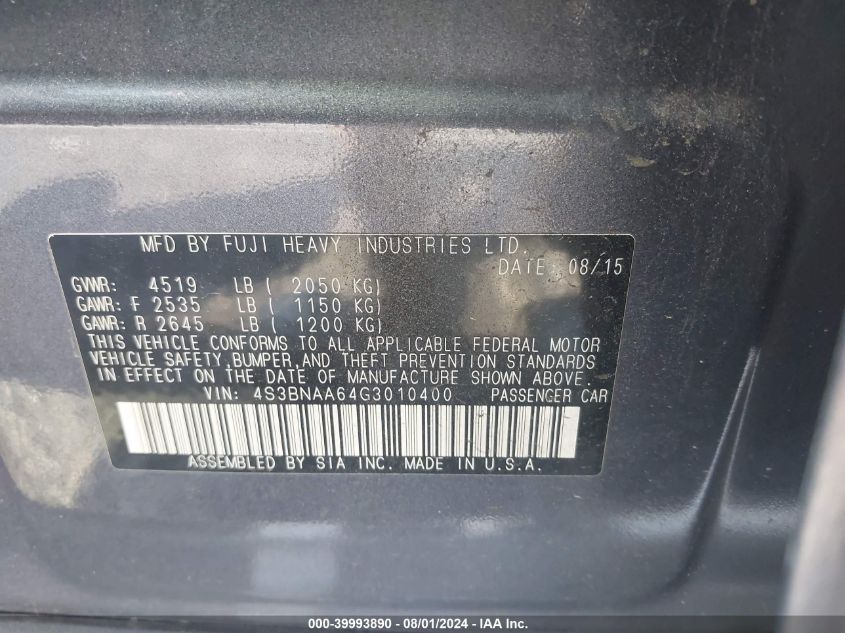 MFD BY FUJI HEAVY INDUSTRIES LTD.
DATE: 08/15
GVWR: 4519 LB ( 2050 KG)
GAWR: F 2535 LB ( 1150 KG)
GAWR: R 2645 LB ( 1200 KG)
THIS VEHICLE CONFORMS TO ALL APPLICABLE FEDERAL MOTOR
VEHICLE SAFETY,BUMPER,AND THEFT PREVENTION STANDARDS
IN EFFECT ON THE DATE OF MANUFACTURE SHOWN ABOVE.
VIN: 4S3BNAA64G3010400 PASSENGER CAR
ASSEMBLED BY SIA INC. MADE IN U.S.A.
000-39993890 - 08/01/2024 - IAA Inc.